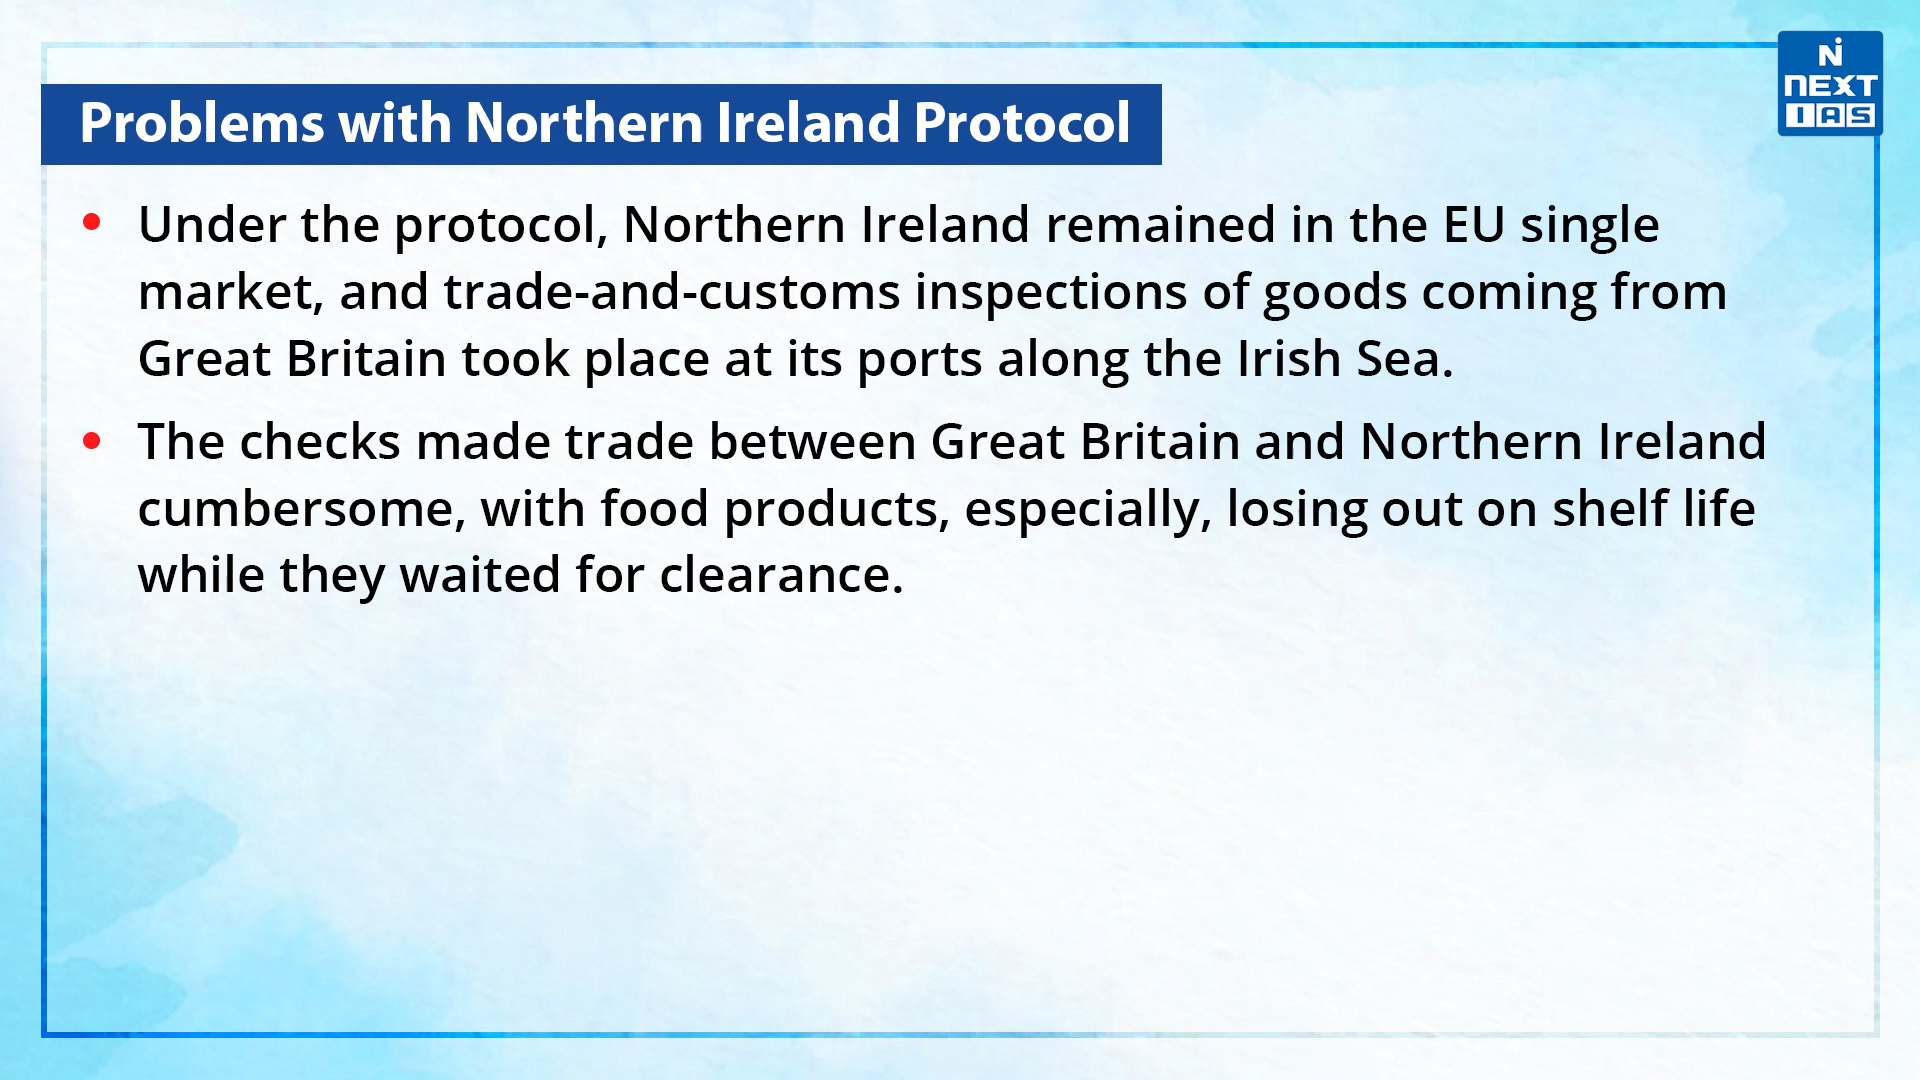 NEXT
IAS
Problems with Northern Ireland Protocol
• Under the protocol, Northern Ireland remained in the EU single
market, and trade-and-customs inspections of goods coming from
Great Britain took place at its ports along the Irish Sea.
• The checks made trade between Great Britain and Northern Ireland
cumbersome, with food products, especially, losing out on shelf life
while they waited for clearance.